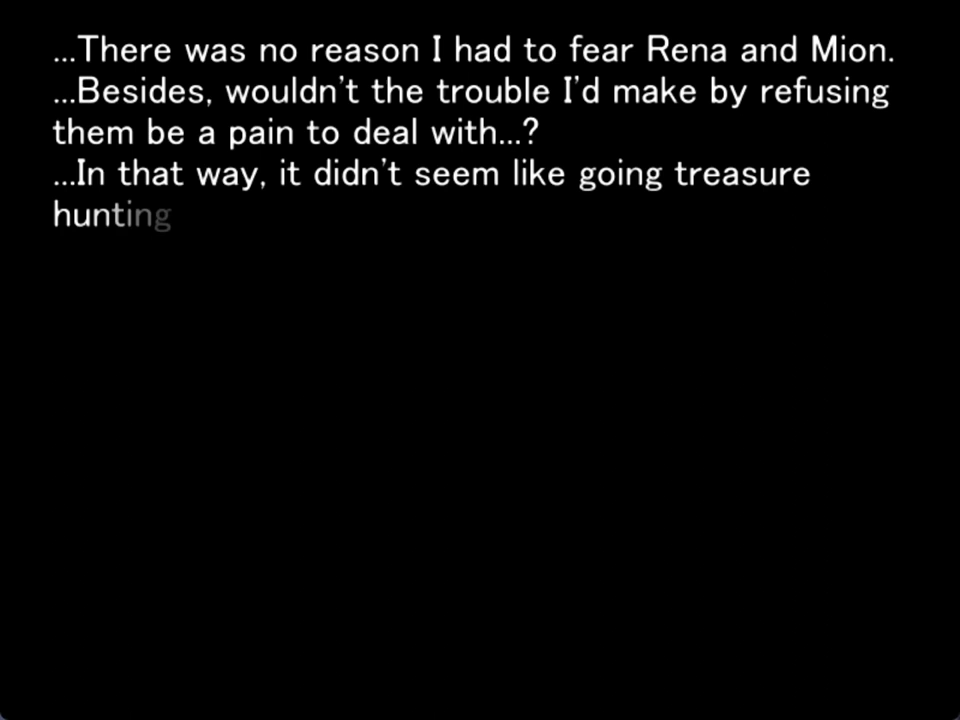 ...There was no reason I had to fear Rena and Mion.
...Besides, wouldn't the trouble I'd make by refusing
them be a pain to deal with...?
...In that way, it didn't seem like going treasure
hunting